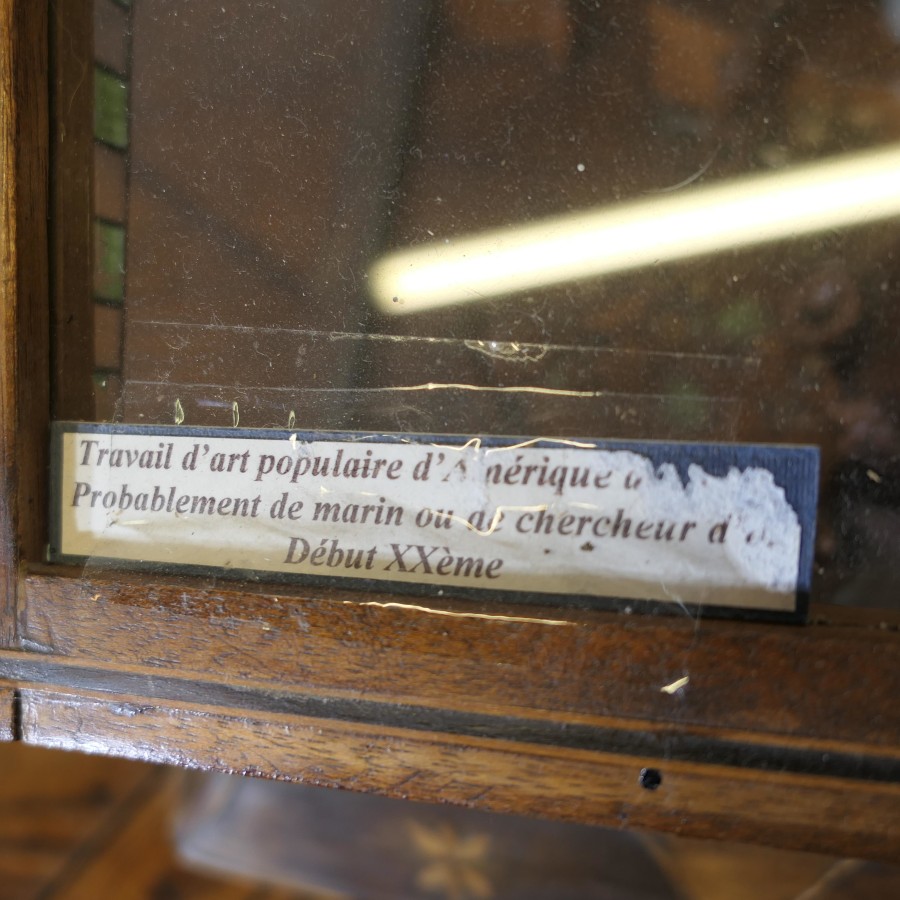 Travail d'art populaire d'Amérique
Probablement de marin ou de chercheur
Début XXème